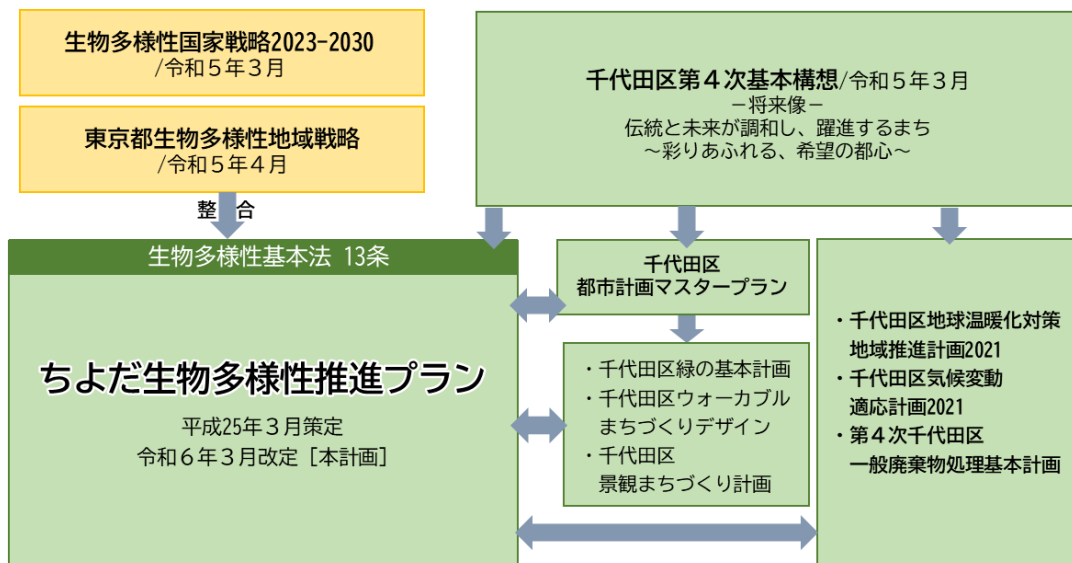 生物多様性国家戦略2023-2030
/令和５年３月
東京都生物多様性地域戦略
/令和５年４月
整 合
千代田区第４次基本構想/令和５年３月
－将来像－
伝統と未来が調和し、躍進するまち
～彩りあふれる、希望の都心～
生物多様性基本法 13条
ちよだ生物多様性推進プラン
平成25年３月策定
令和６年３月改定［本計画］
千代田区
都市計画マスタープラン
・千代田区緑の基本計画
・千代田区ウォーカブル
まちづくりデザイン
・千代田区
景観まちづくり計画
・千代田区地球温暖化対策
地域推進計画2021
・千代田区気候変動
適応計画2021
・第４次千代田区
一般廃棄物処理基本計画